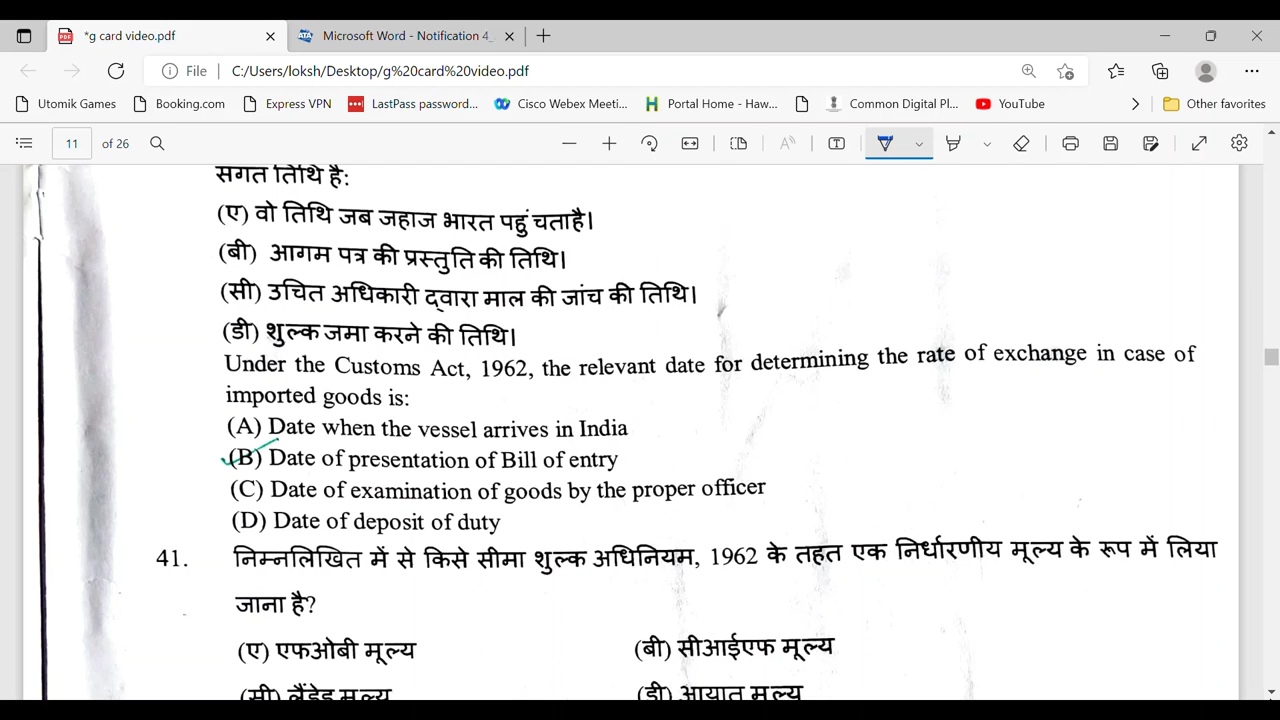 *g card video.pdf
Microsoft Word - Notification 4_
File
C:/Users/loksh/Desktop/g%20card%20video.pdf
Utomik Games
Booking.com
Express VPN
LastPass password...
Cisco Webex Meeti...
Portal Home - Haw...
Common Digital Pl...
YouTube
Other favorites
11 of 26
संगत तिथि है:
(ए) वो तिथि जब जहाज भारत पहुंचताहै।
(बी) आगम पत्र की प्रस्तुति की तिथि।
(सी) उचित अधिकारी द्वारा माल की जांच की तिथि।
(डी) शुल्क जमा करने की तिथि।
Under the Customs Act, 1962, the relevant date for determining the rate of exchange in case of
imported goods is:
(A) Date when the vessel arrives in India
(B) Date of presentation of Bill of entry
(C) Date of examination of goods by the proper officer
(D) Date of deposit of duty
41. निम्नलिखित में से किसे सीमा शुल्क अधिनियम, 1962 के तहत एक निर्धारणीय मूल्य के रूप में लिया
जाना है?
(ए) एफओबी मूल्य (बी) सीआईएफ मूल्य
(सी) लैंडेड मूल्य (डी) आयात मूल्य